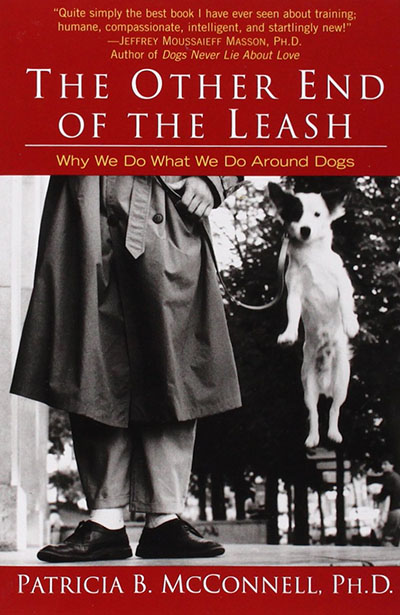 “Quite simply the best book I have ever seen about training;
humane, compassionate, intelligent, and startlingly new!”
—JEFFREY MOUSSAIEFF MASSON, PH.D.
Author of Dogs Never Lie About Love
THE OTHER END
OF THE LEASH
Why We Do What We Do Around Dogs
PATRICIA B. MCCONNELL, PH.D.